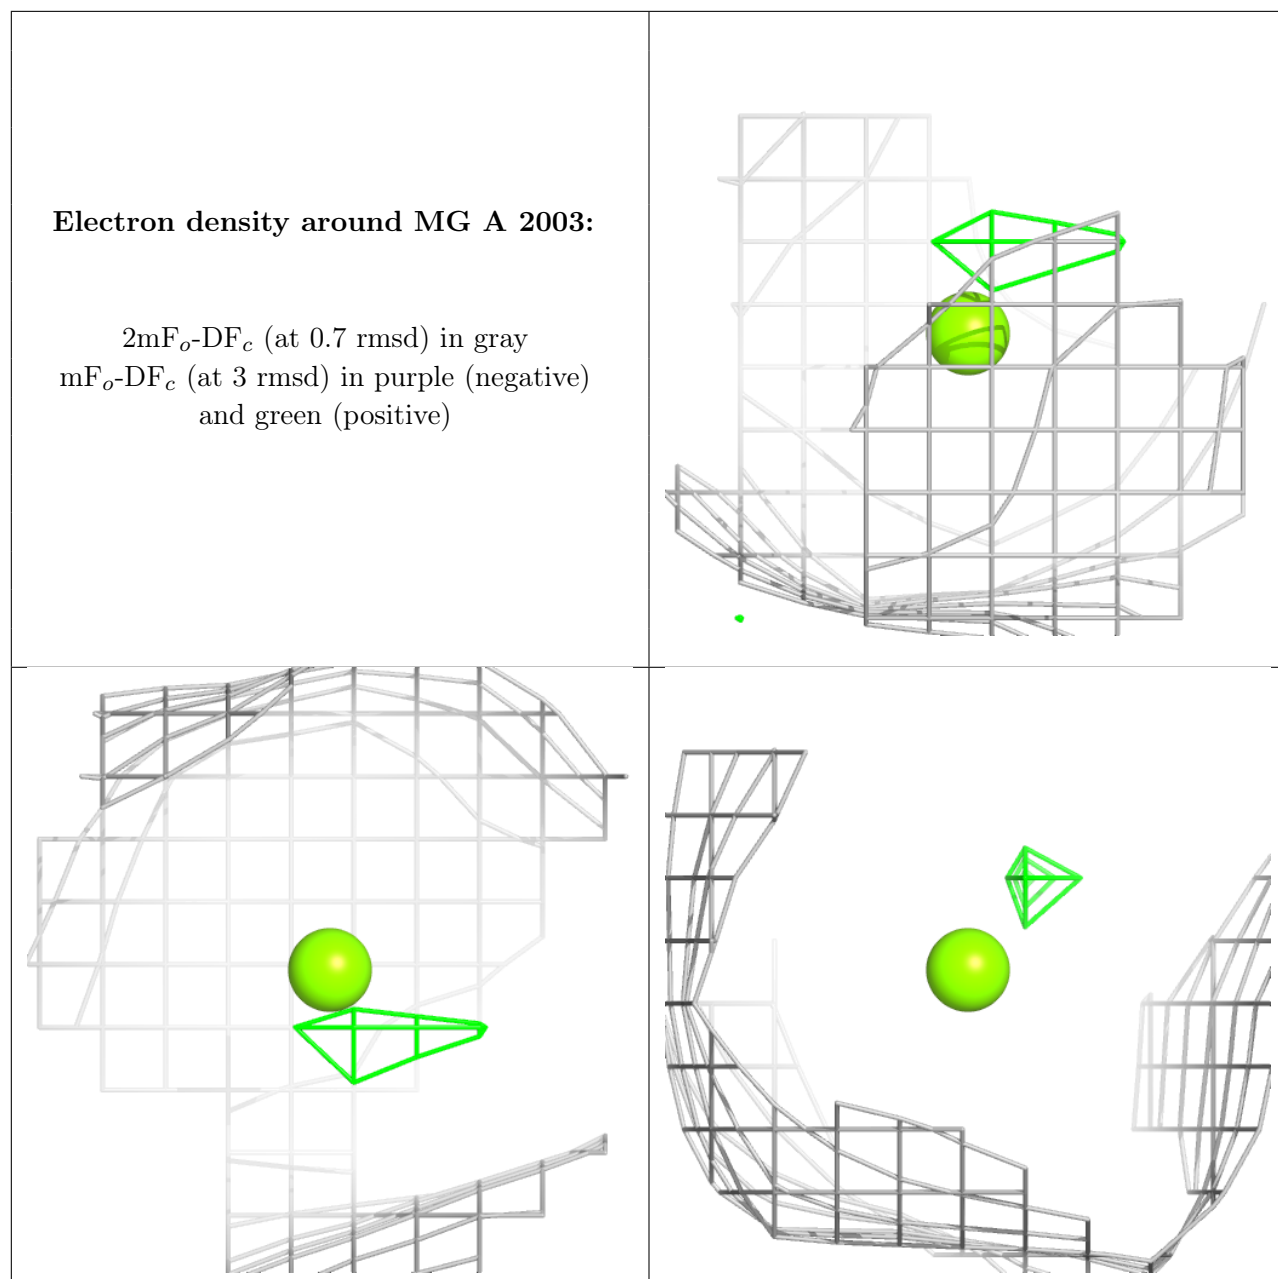 Electron density around MG A 2003:
2mFo-DFc (at 0.7 rmsd) in gray
mFo-DFc (at 3 rmsd) in purple (negative)
and green (positive)